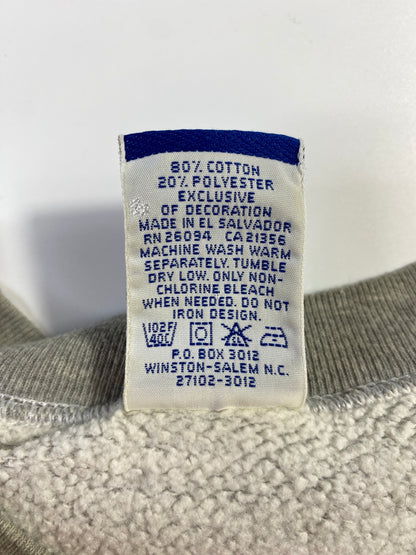 80% COTTON
20% POLYESTER
EXCLUSIVE
OF DECORATION
MADE IN EL SALVADOR
RN 26094 CA 21356
MACHINE WASH WARM
SEPARATELY. TUMBLE
DRY LOW. ONLY NON-
CHLORINE BLEACH
WHEN NEEDED. DO NOT
IRON DESIGN.
102F
40C CL
P.O. BOX 3012
WINSTON-SALEM N.C.
27102-3012